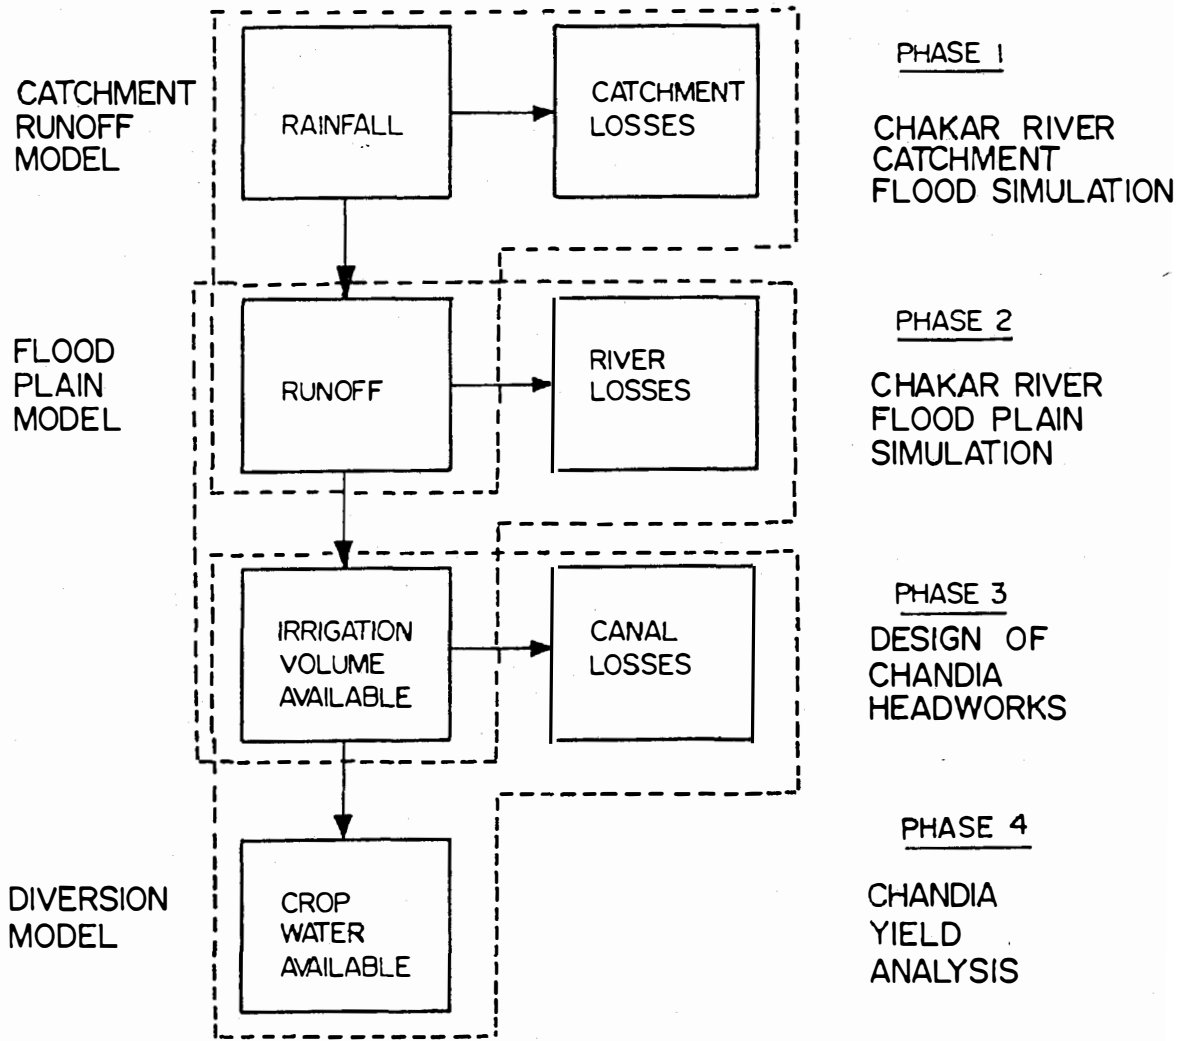 CATCHMENT
RUNOFF
MODEL
RAINFALL
CATCHMENT
LOSSES
PHASE 1
CHAKAR RIVER
CATCHMENT
FLOOD SIMULATION
FLOOD
PLAIN
MODEL
RUNOFF
RIVER
LOSSES
PHASE 2
CHAKAR RIVER
FLOOD PLAIN
SIMULATION
IRRIGATION
VOLUME
AVAILABLE
CANAL
LOSSES
PHASE 3
DESIGN OF
CHANDIA
HEADWORKS
DIVERSION
MODEL
CROP
WATER
AVAILABLE
PHASE 4
CHANDIA
YIELD
ANALYSIS